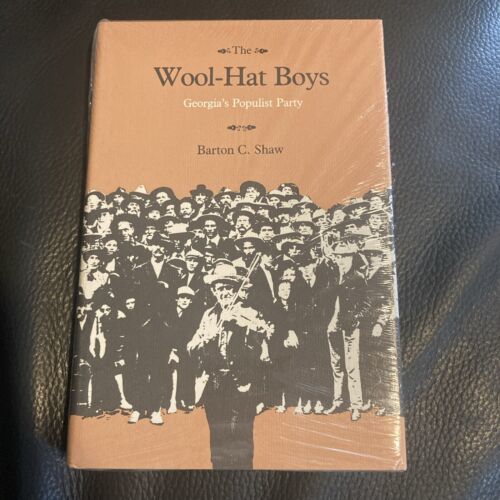 The
Wool-Hat Boys
Georgia's Populist Party
Barton C. Shaw